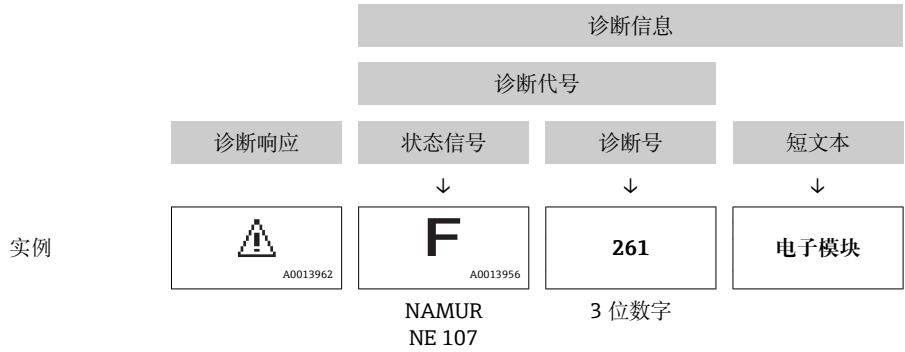 诊断信息
诊断代号
诊断响应 状态信号 诊断号 短文本
↓ ↓ ↓
实例 F 261 电子模块
A0013962 A0013956
NAMUR 3 位数字
NE 107